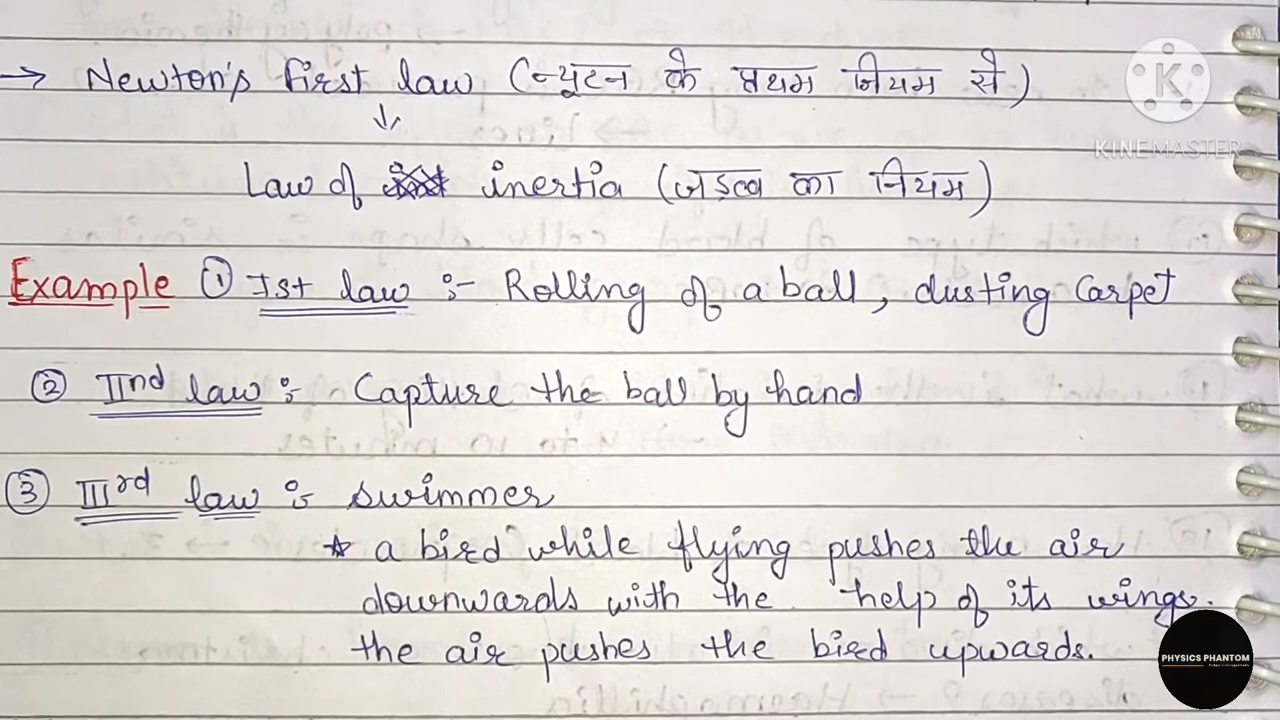 → Newton's first law (न्यूटन के प्रथम नियम से)
Law of inertia (जड़त्व का नियम)
Example ① Ist law :- Rolling of a ball, dusting carpet
② IInd law :- Capture the ball by hand
③ IIIrd law :- swimmer
* a bird while flying pushes the air
downwards with the help of its wings.
the air pushes the bird upwards.
K
KINEMASTER
PHYSICS PHANTOM